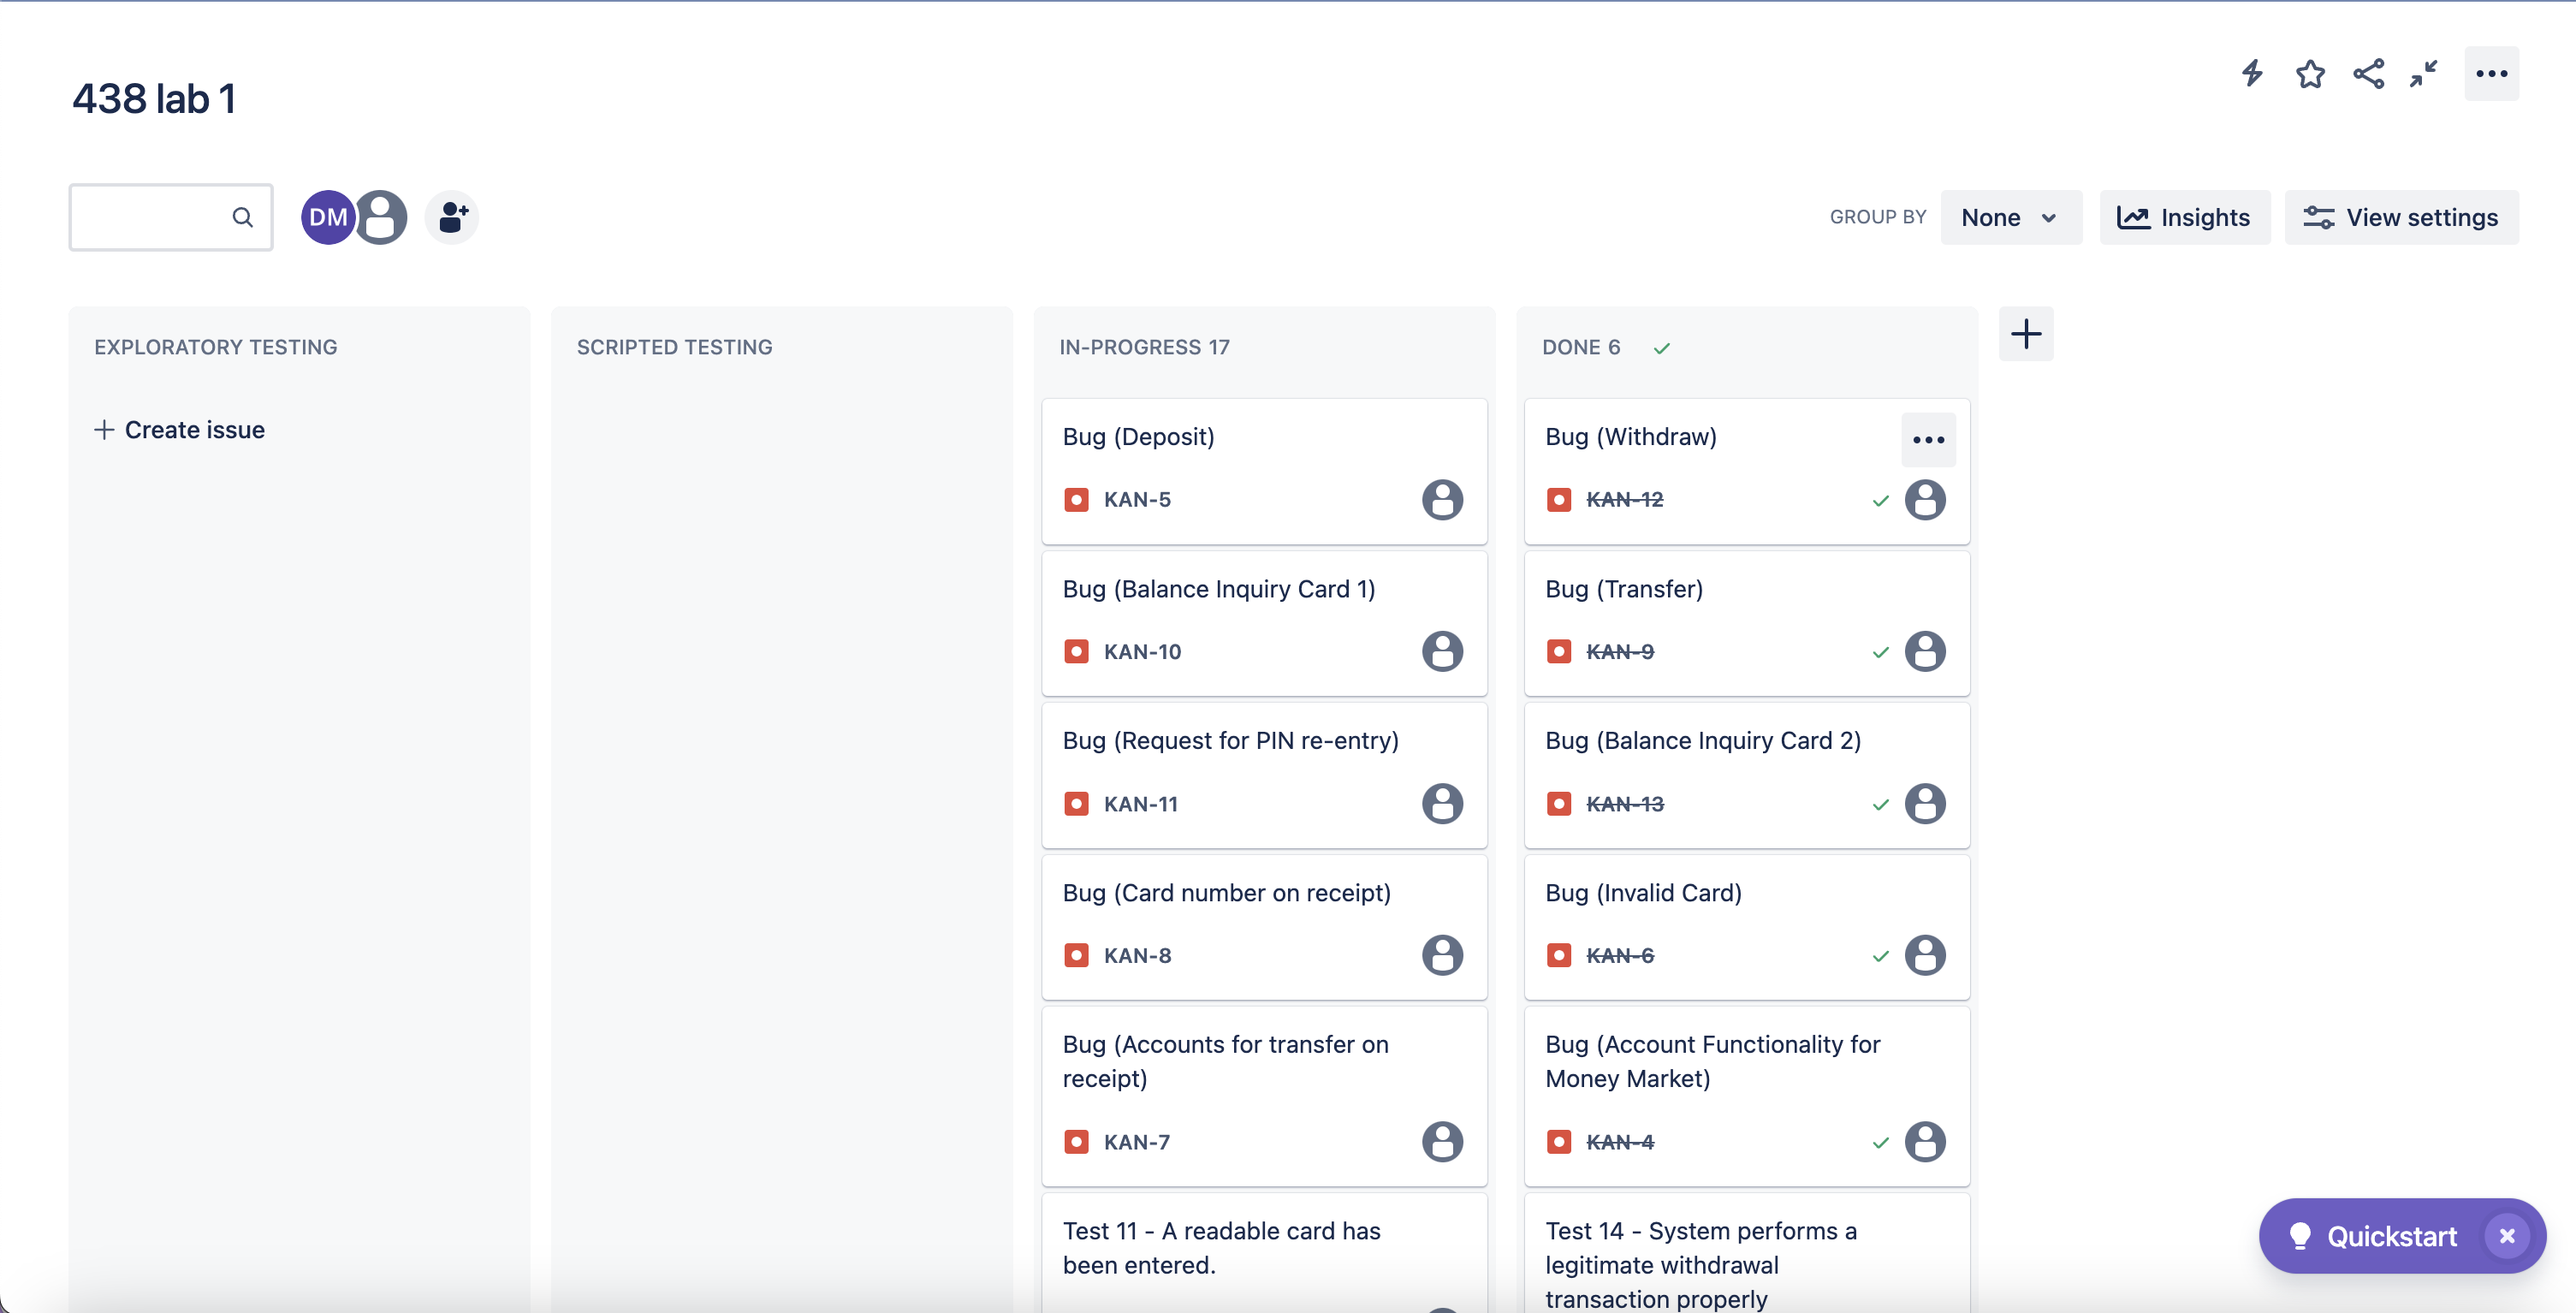 438 lab 1
DM
GROUP BY
None
Insights
View settings
EXPLORATORY TESTING
Create issue
SCRIPTED TESTING
IN-PROGRESS 17
Bug (Deposit)
KAN-5
Bug (Balance Inquiry Card 1)
KAN-10
Bug (Request for PIN re-entry)
KAN-11
Bug (Card number on receipt)
KAN-8
Bug (Accounts for transfer on
receipt)
KAN-7
Test 11 - A readable card has
been entered.
DONE 6
Bug (Withdraw)
KAN-12
Bug (Transfer)
KAN-9
Bug (Balance Inquiry Card 2)
KAN-13
Bug (Invalid Card)
KAN-6
Bug (Account Functionality for
Money Market)
KAN-4
Test 14 - System performs a
legitimate withdrawal
transaction properly
Quickstart